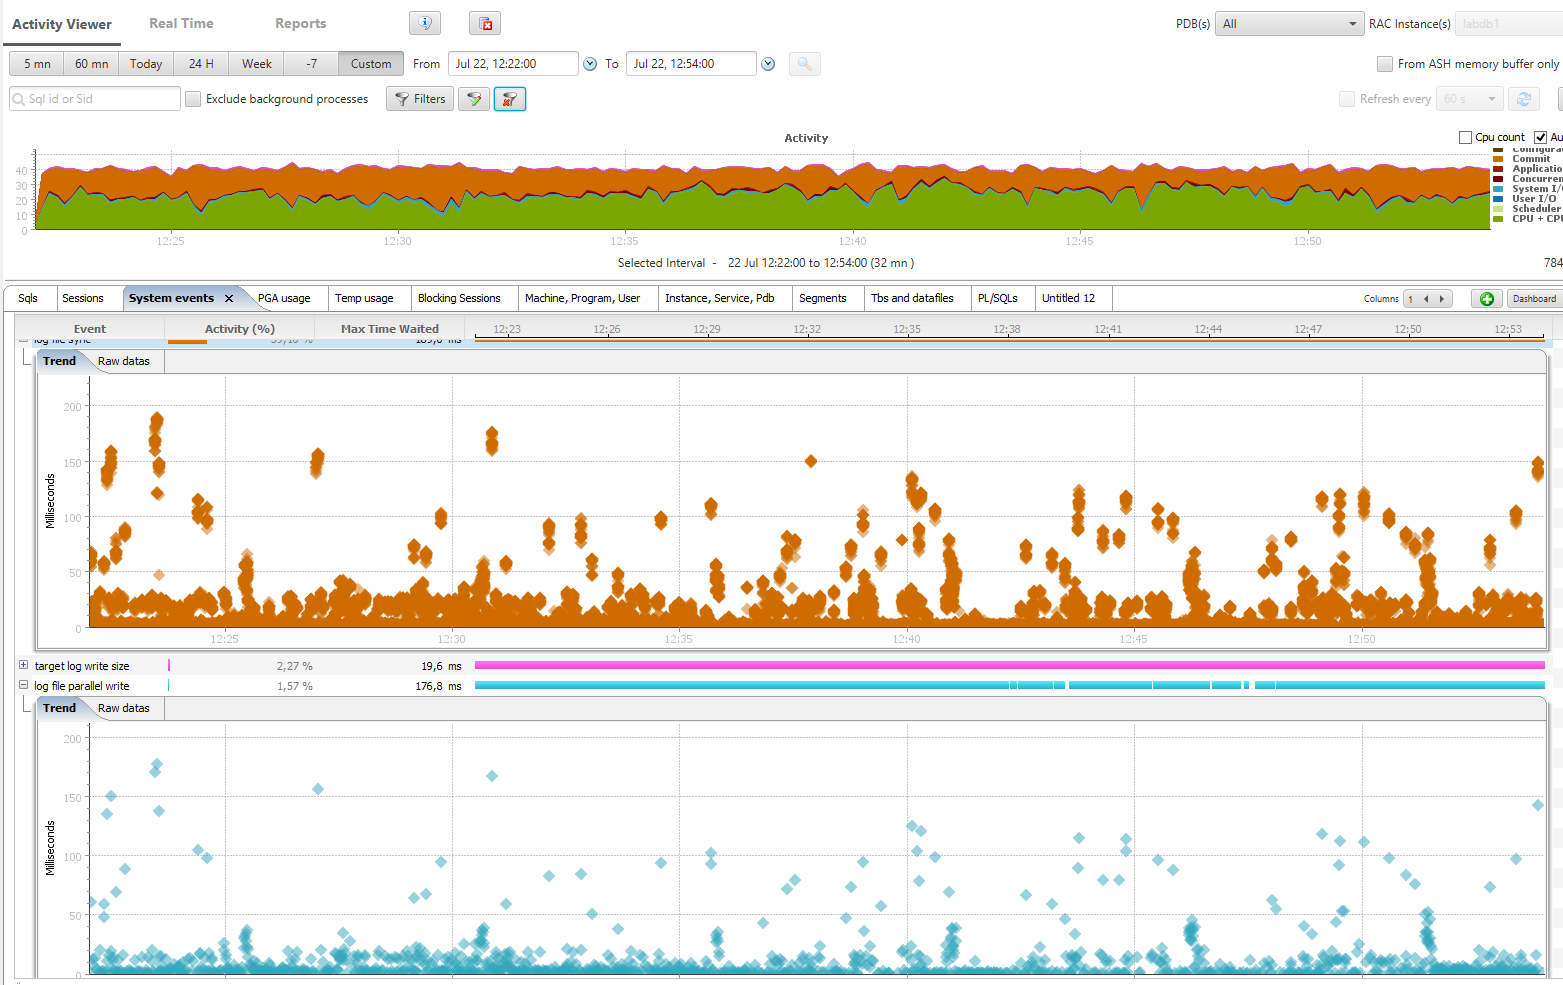 Activity Viewer Real Time Reports PDB(s) All RAC Instance(s) labdb1
5 mn 60 mn Today 24 H Week -7 Custom From Jul 22, 12:22:00 To Jul 22, 12:54:00 From ASH memory buffer only
Sql id or Sid Exclude background processes Filters Refresh every 60 s
Activity
Cpu count Au
Commit
Applicatio
Concurren
System I/
User I/O
Scheduler
CPU + CP
40
30
20
10
0
12:25 12:30 12:35 12:40 12:45 12:50
Selected Interval - 22 Jul 12:22:00 to 12:54:00 (32 mn ) 784
Sqls Sessions System events PGA usage Temp usage Blocking Sessions Machine, Program, User Instance, Service, Pdb Segments Tbs and datafiles PL/SQLs Untitled 12 Columns 1 Dashboard
Event Activity (%) Max Time Waited 12:23 12:26 12:29 12:32 12:35 12:38 12:41 12:44 12:47 12:50 12:53
log file sync ms
Trend Raw datas
Milliseconds
200
150
100
50
0
12:25 12:30 12:35 12:40 12:45 12:50
target log write size 2,27 % 19,6 ms
log file parallel write 1,57 % 176,8 ms
Trend Raw datas
Milliseconds
200
150
100
50
0